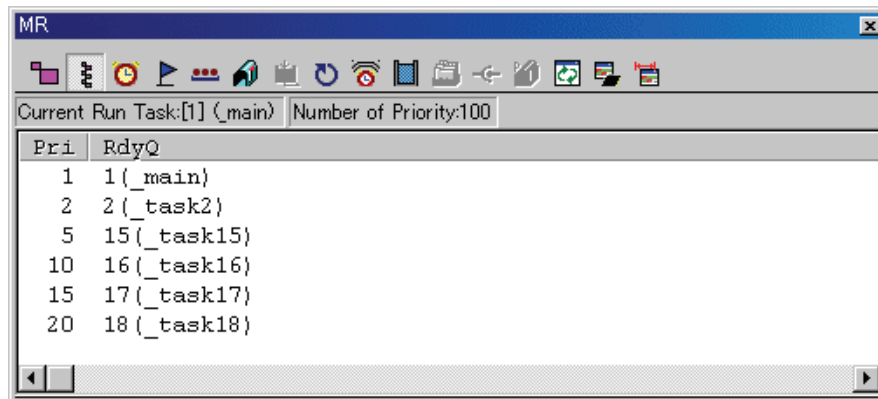 MR
Current Run Task:[1] (_main) Number of Priority:100
Pri RdyQ
1 1(_main)
2 2(_task2)
5 15(_task15)
10 16(_task16)
15 17(_task17)
20 18(_task18)